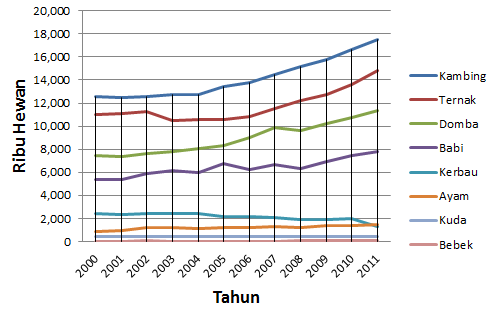 20,000
18,000
16,000
14,000
12,000
10,000
8,000
6,000
4,000
2,000
0
Ribu Hewan
2000 2001 2002 2003 2004 2005 2006 2007 2008 2009 2010 2011
Tahun
Kambing
Ternak
Domba
Babi
Kerbau
Ayam
Kuda
Bebek